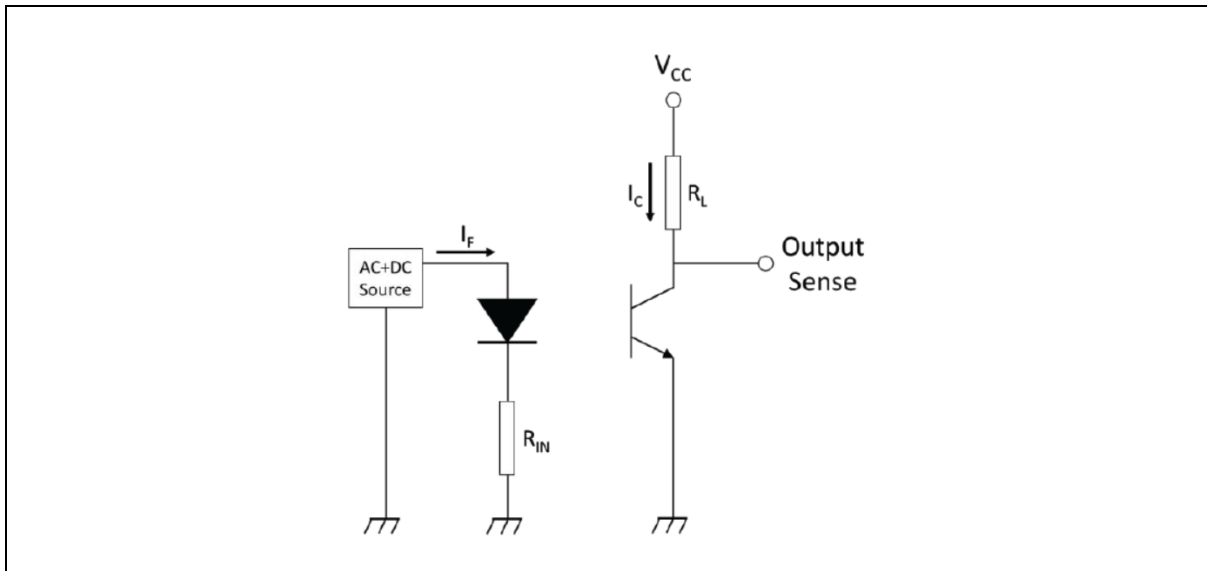 V_CC
I_C
R_L
I_F
AC+DC
Source
Output
Sense
R_IN